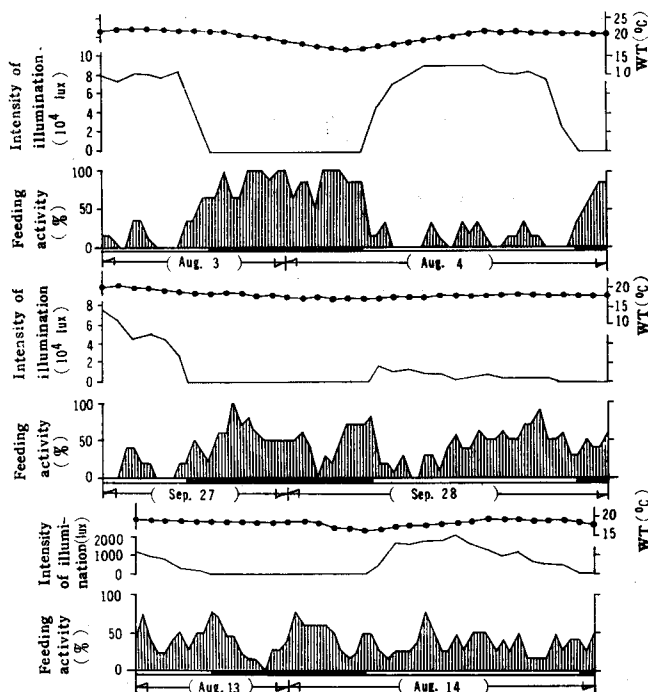 25
20
15
10
WT(°C)
Intensity of
illumination.
(10⁴ lux)
10
8
6
4
2
0
Feeding
activity
(%)
100
50
0
(Aug. 3)
(Aug. 4)
20
15
10
WT(°C)
Intensity of
illumination
(10⁴ lux)
8
6
4
2
0
Feeding
activity
(%)
100
50
0
(Sep. 27)
(Sep. 28)
20
15
WT(°C)
Intensity
of illumi-
nation(lux)
2000
1000
0
Feeding
activity
(%)
100
50
0
(Aug.13)
(Aug. 14)